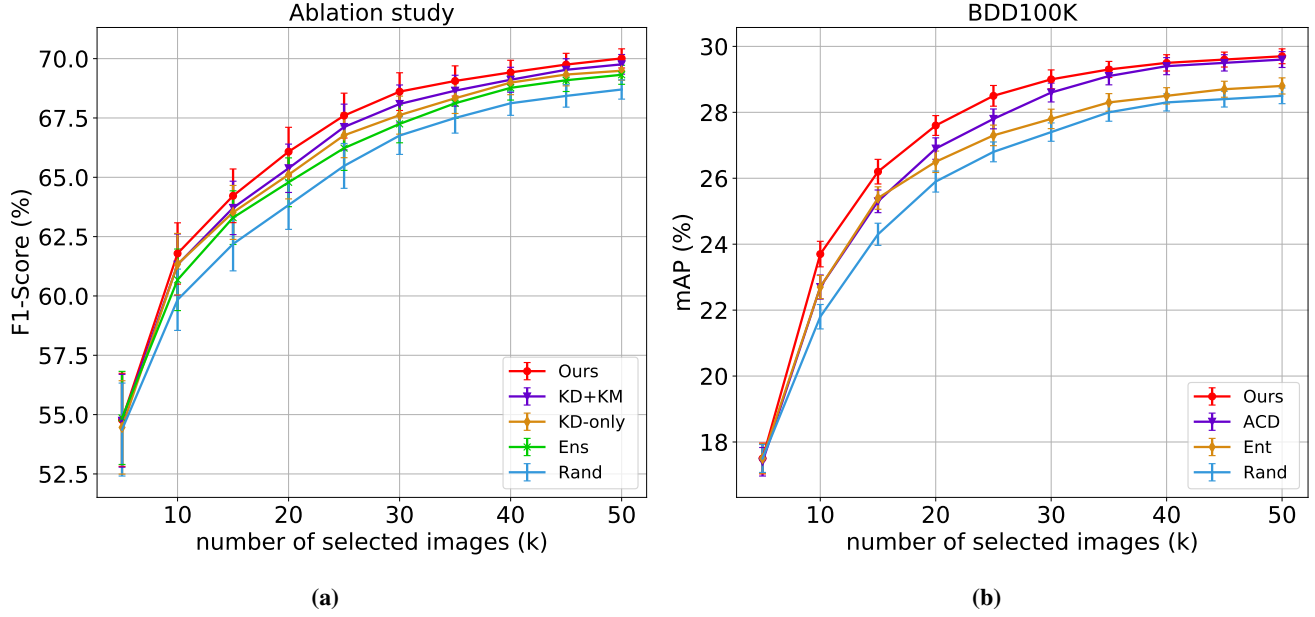 Ablation study
70.0
67.5
65.0
62.5
60.0
57.5
55.0
52.5
F1-Score (%)
10 20 30 40 50
number of selected images (k)
Ours
KD+KM
KD-only
Ens
Rand
(a)
BDD100K
30
28
26
24
22
20
18
mAP (%)
10 20 30 40 50
number of selected images (k)
Ours
ACD
Ent
Rand
(b)